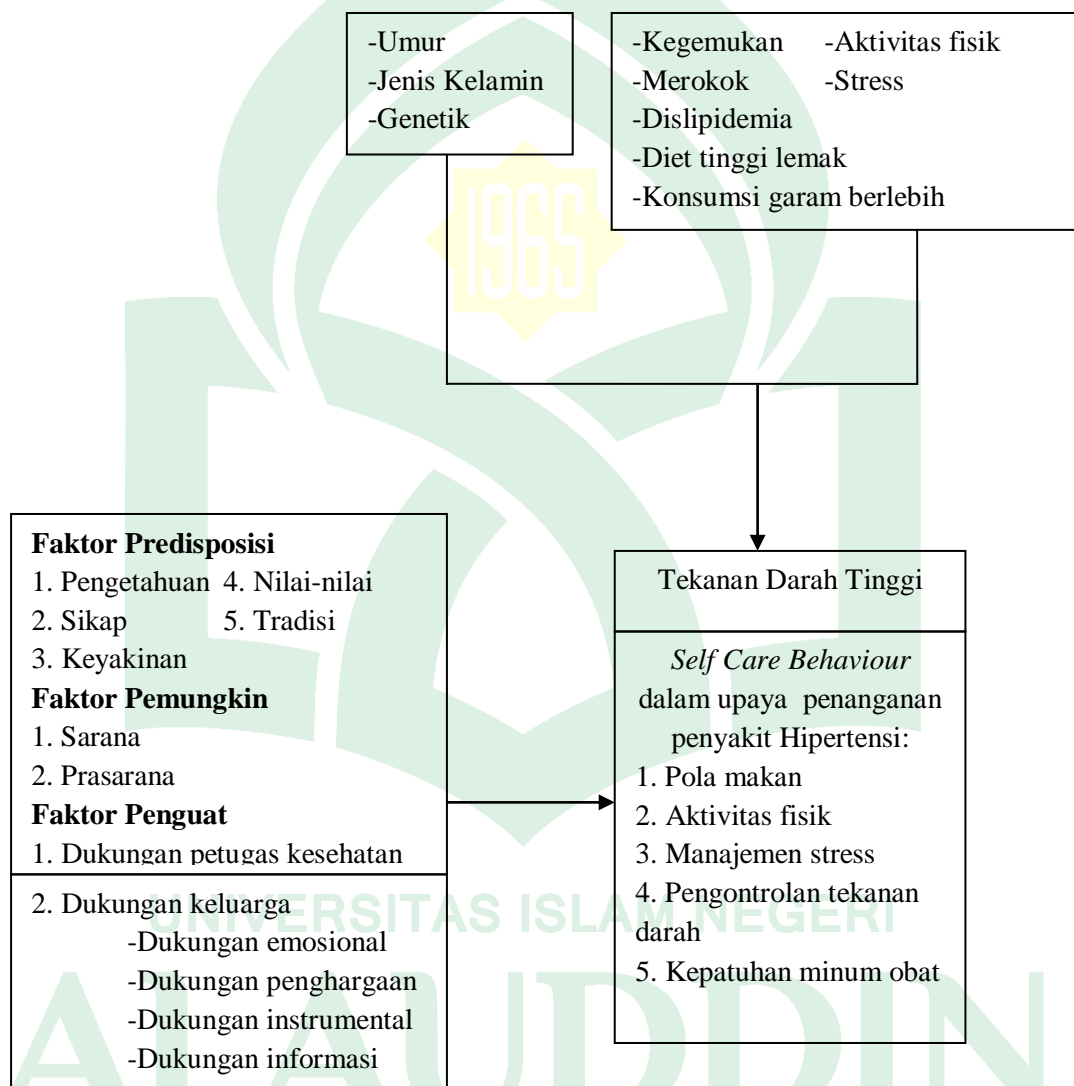 -Umur
-Jenis Kelamin
-Genetik
-Kegemukan -Aktivitas fisik
-Merokok -Stress
-Dislipidemia
-Diet tinggi lemak
-Konsumsi garam berlebih
1965
Faktor Predisposisi
1. Pengetahuan 4. Nilai-nilai
2. Sikap 5. Tradisi
3. Keyakinan
Faktor Pemungkin
1. Sarana
2. Prasarana
Faktor Penguat
1. Dukungan petugas kesehatan
2. Dukungan keluarga
-Dukungan emosional
-Dukungan penghargaan
-Dukungan instrumental
-Dukungan informasi
Tekanan Darah Tinggi
Self Care Behaviour
dalam upaya penanganan
penyakit Hipertensi:
1. Pola makan
2. Aktivitas fisik
3. Manajemen stress
4. Pengontrolan tekanan
darah
5. Kepatuhan minum obat
UNIVERSITAS ISLAM NEGERI
ALAUDDIN